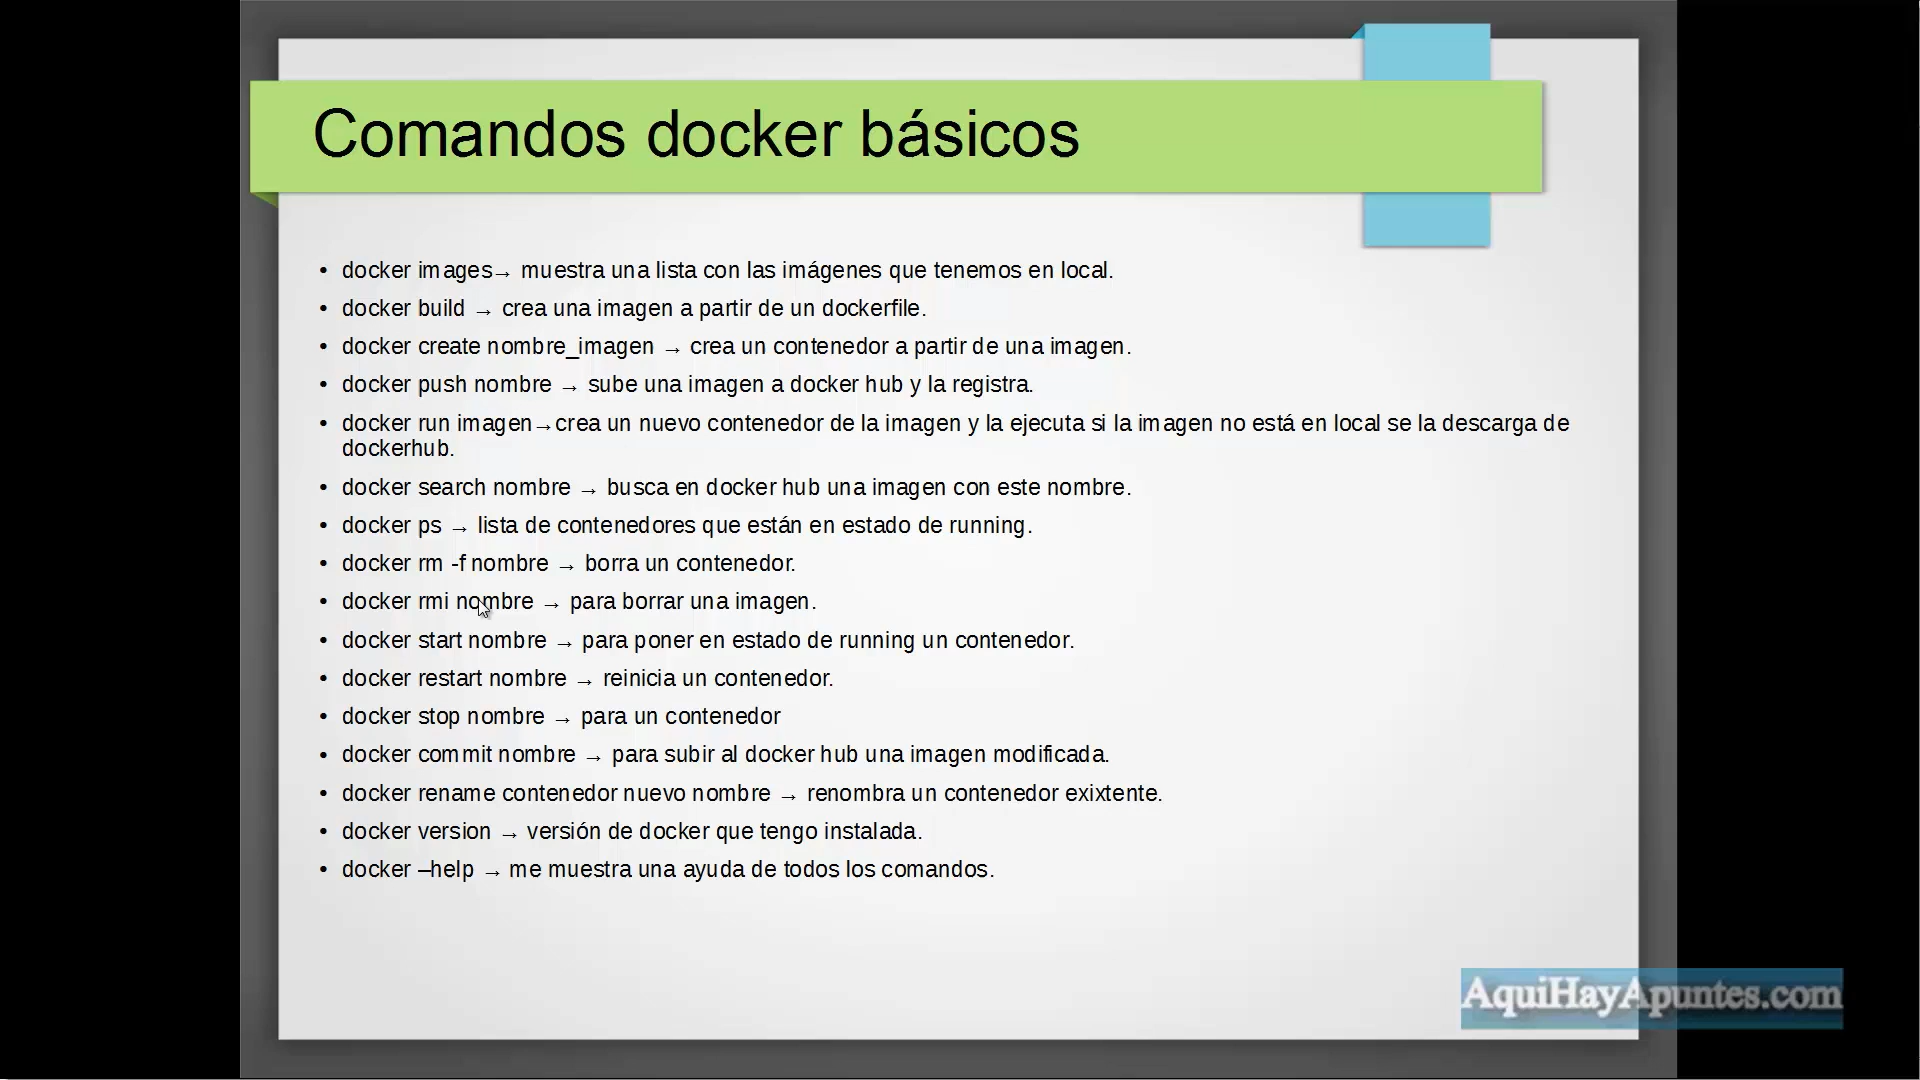 Comandos docker básicos
• docker images→ muestra una lista con las imágenes que tenemos en local.
• docker build → crea una imagen a partir de un dockerfile.
• docker create nombre_imagen → crea un contenedor a partir de una imagen.
• docker push nombre → sube una imagen a docker hub y la registra.
• docker run imagen→crea un nuevo contenedor de la imagen y la ejecuta si la imagen no está en local se la descarga de
dockerhub.
• docker search nombre → busca en docker hub una imagen con este nombre.
• docker ps → lista de contenedores que están en estado de running.
• docker rm -f nombre → borra un contenedor.
• docker rmi nombre → para borrar una imagen.
• docker start nombre → para poner en estado de running un contenedor.
• docker restart nombre → reinicia un contenedor.
• docker stop nombre → para un contenedor
• docker commit nombre → para subir al docker hub una imagen modificada.
• docker rename contenedor nuevo nombre → renombra un contenedor exixtente.
• docker version → versión de docker que tengo instalada.
• docker –help → me muestra una ayuda de todos los comandos.
AquiHayApuntes.com